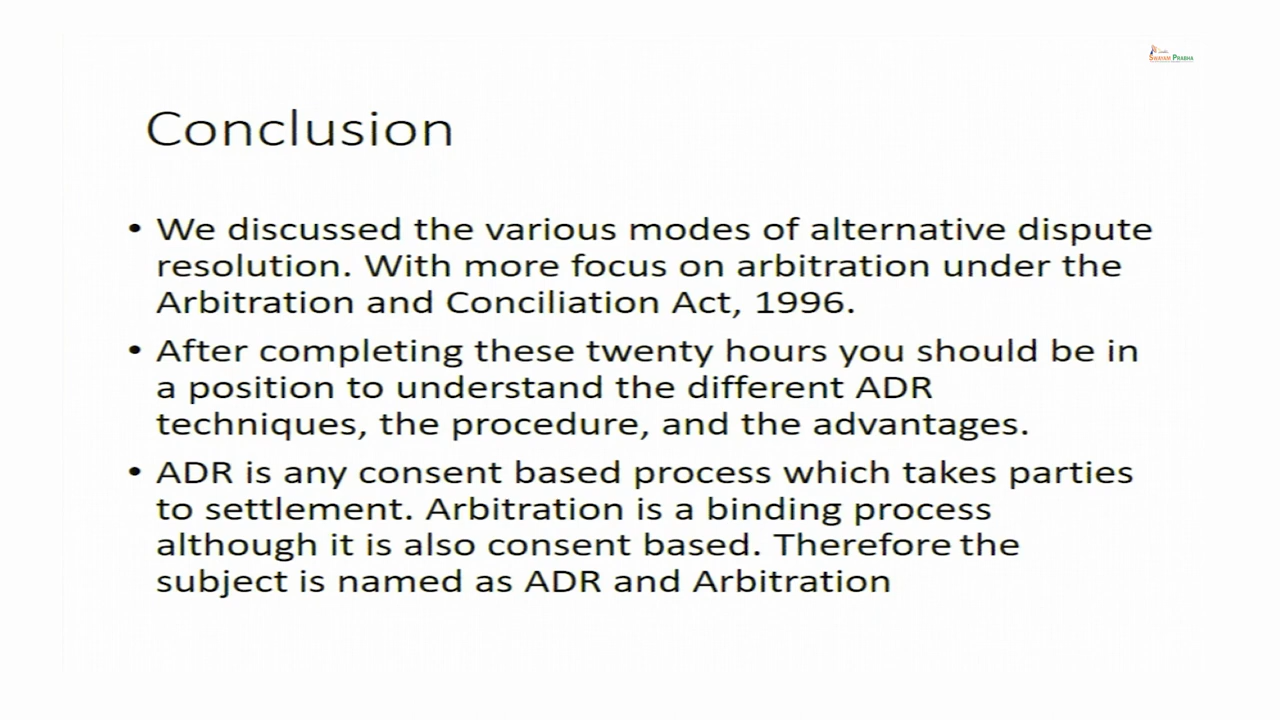 SWAYAM PRABHA
Conclusion
• We discussed the various modes of alternative dispute
resolution. With more focus on arbitration under the
Arbitration and Conciliation Act, 1996.
• After completing these twenty hours you should be in
a position to understand the different ADR
techniques, the procedure, and the advantages.
• ADR is any consent based process which takes parties
to settlement. Arbitration is a binding process
although it is also consent based. Therefore the
subject is named as ADR and Arbitration